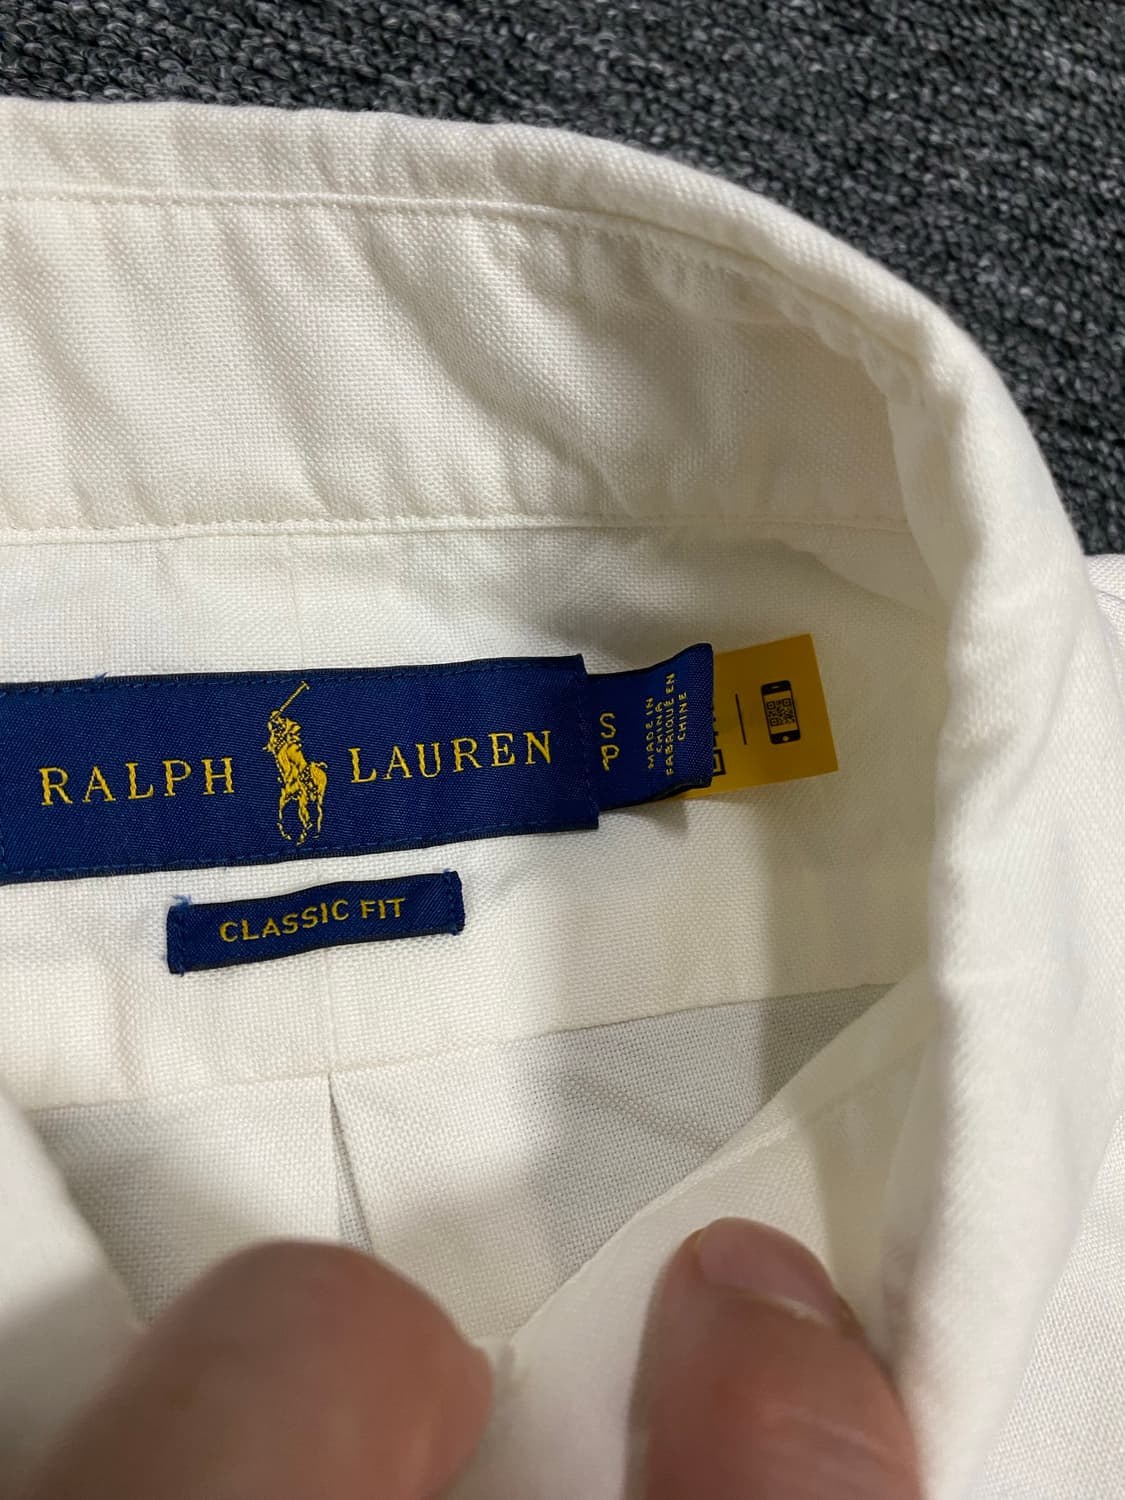 RALPH LAUREN
S
P
MADE IN
CHINA
FABRIQUÉ EN
CHINE
CLASSIC FIT